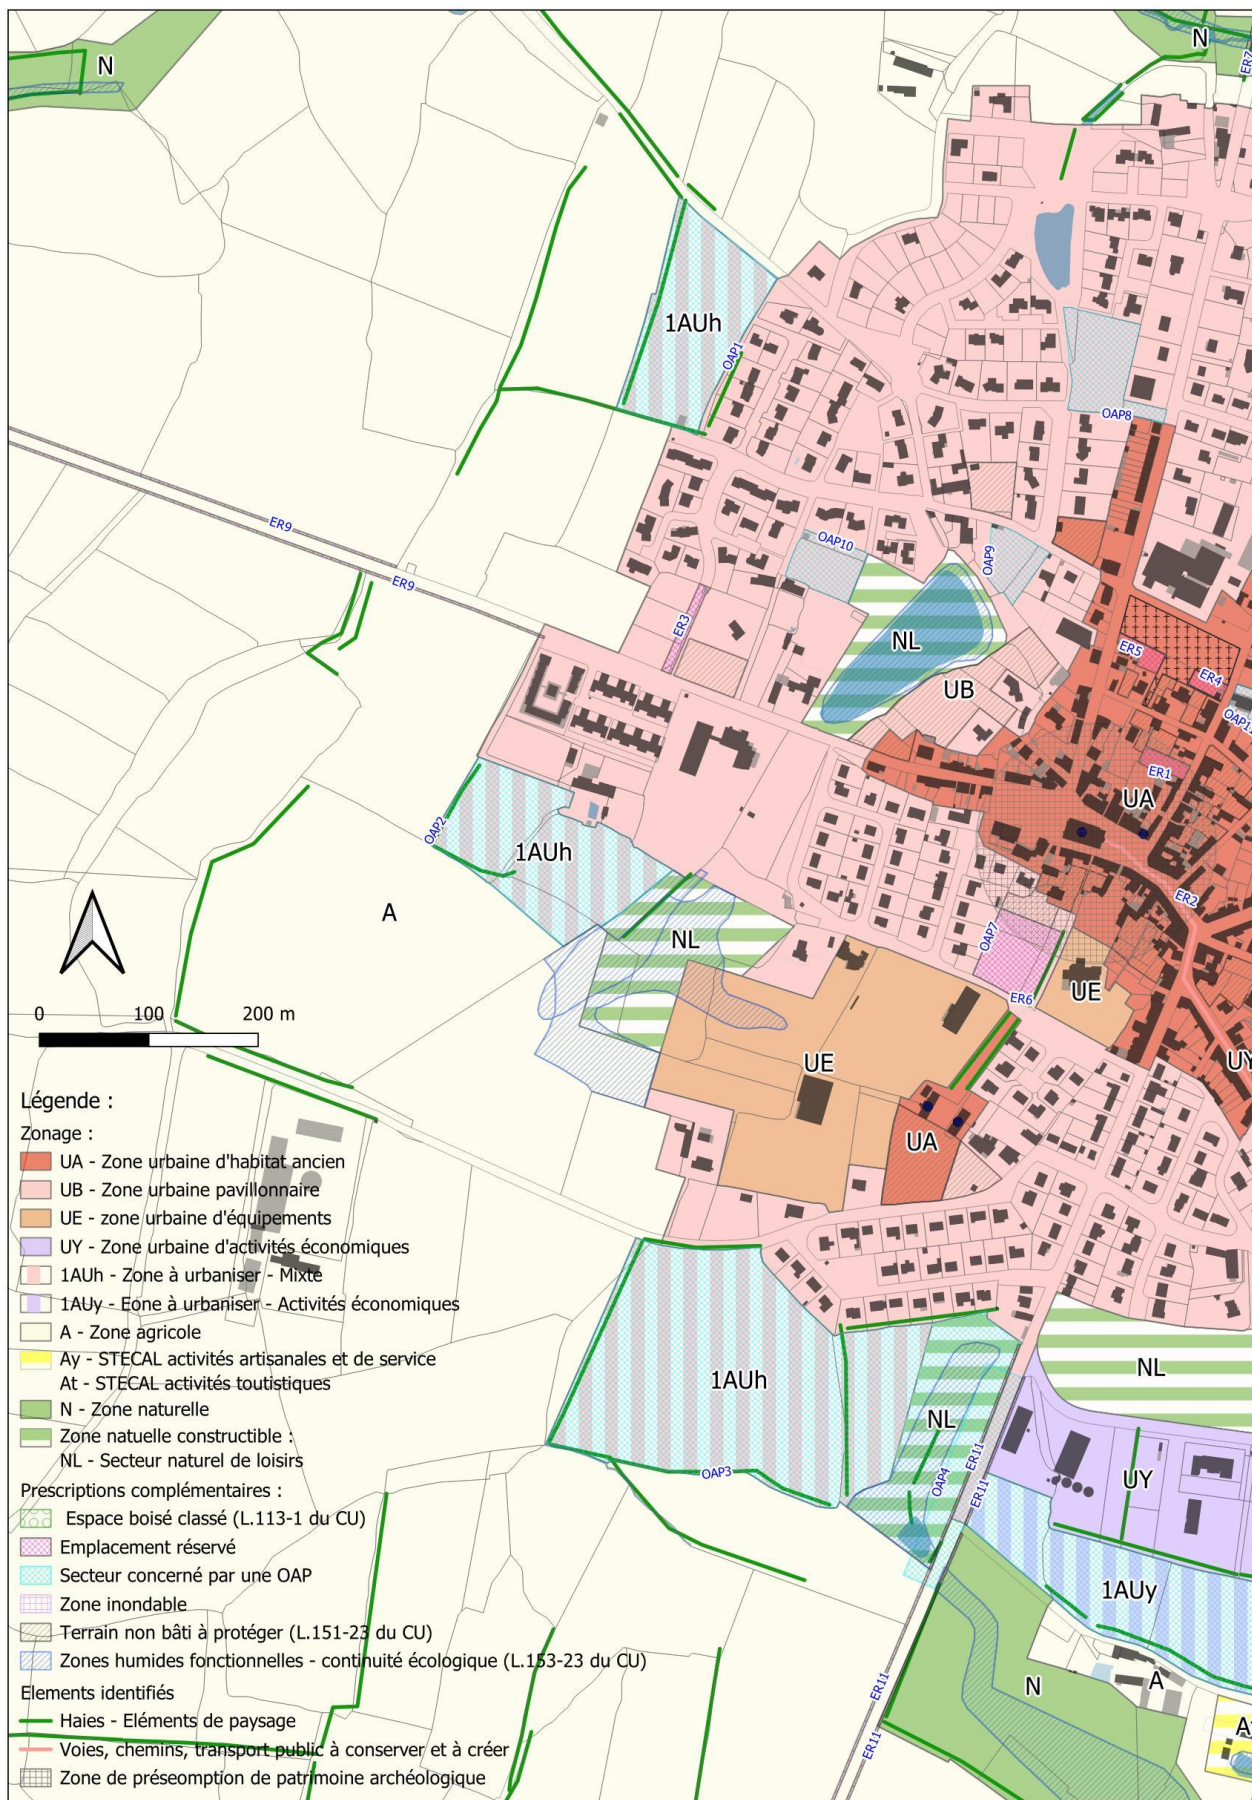 N
N
ER7
1AUh
OAP1
OAP8
ER9
OAP10
OAP9
ER9
ER3
NL
ER5
ER4
UB
OAP1
ER1
UA
OAP2
1AUh
ER2
A
NL
OAP7
UE
ER6
0 100 200 m
UE
UY
UA
Légende :
Zonage :
UA - Zone urbaine d'habitat ancien
UB - Zone urbaine pavillonnaire
UE - zone urbaine d'équipements
UY - Zone urbaine d'activités économiques
1AUh - Zone à urbaniser - Mixte
1AUy - Eone à urbaniser - Activités économiques
A - Zone agricole
Ay - STECAL activités artisanales et de service
At - STECAL activités toutistiques
N - Zone naturelle
Zone natuelle constructible :
NL - Secteur naturel de loisirs
Prescriptions complémentaires :
Espace boisé classé (L.113-1 du CU)
Emplacement réservé
Secteur concerné par une OAP
Zone inondable
Terrain non bâti à protéger (L.151-23 du CU)
Zones humides fonctionnelles - continuité écologique (L.153-23 du CU)
Elements identifiés
Haies - Eléments de paysage
Voies, chemins, transport public à conserver et à créer
Zone de préseomption de patrimoine archéologique
1AUh
NL
NL
OAP3
OAP4
ER11
ER11
UY
1AUy
N
A
ER11
ER11